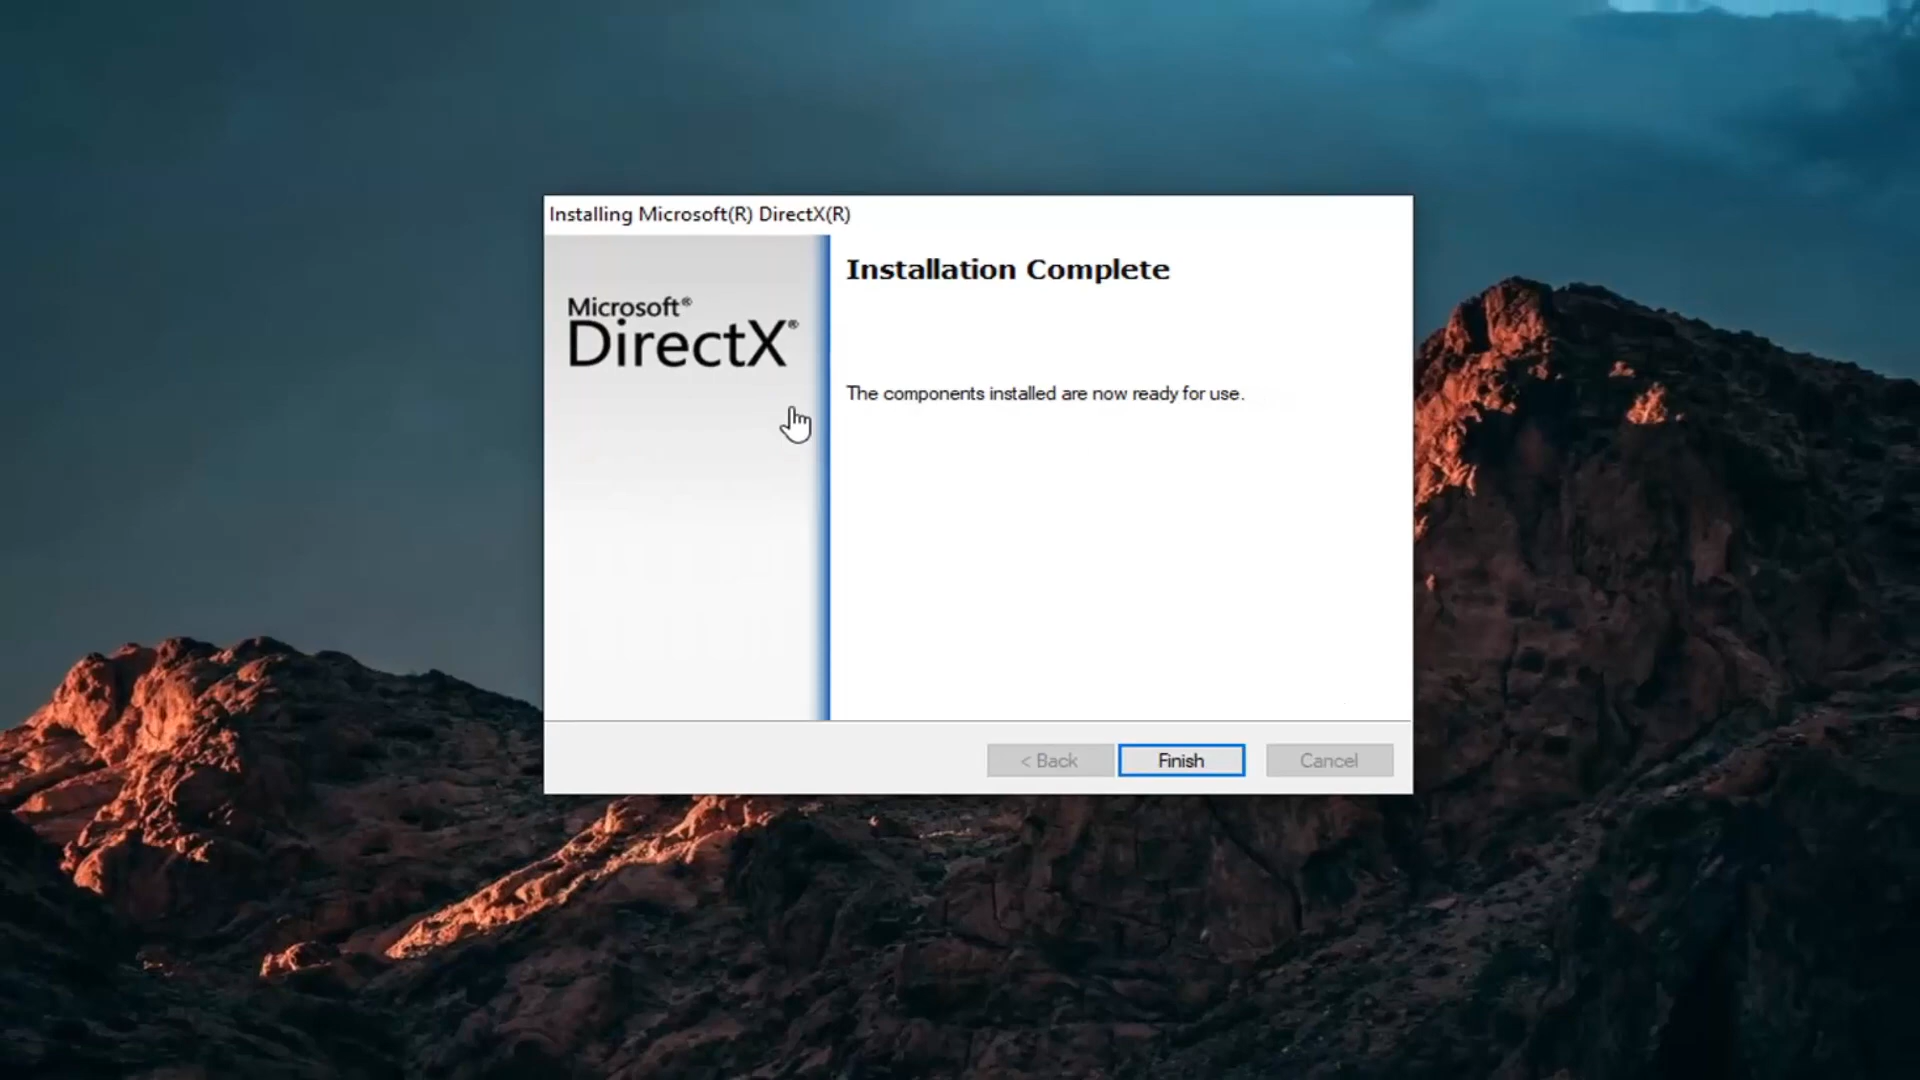 Installing Microsoft(R) DirectX(R)
Microsoft®
DirectX®
Installation Complete
The components installed are now ready for use.
< Back
Finish
Cancel